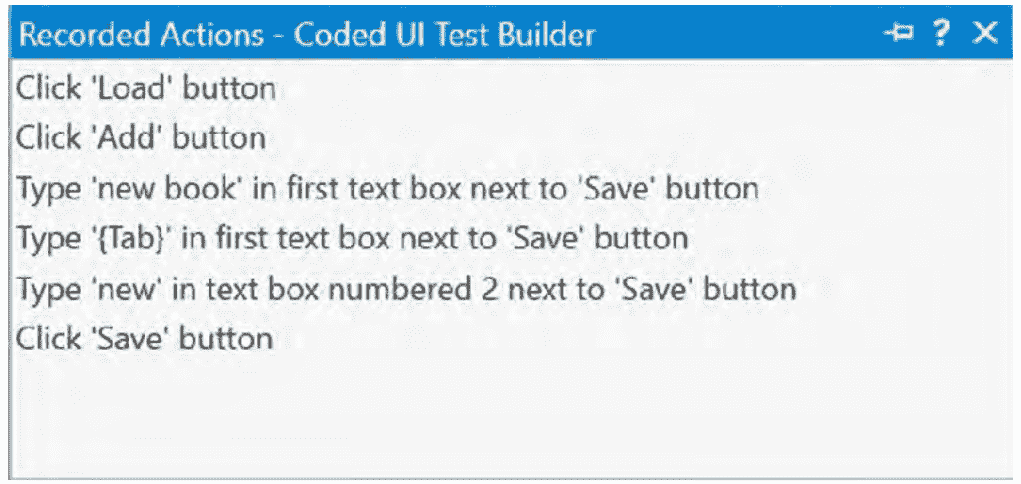 Recorded Actions - Coded UI Test Builder ? ×
Click 'Load' button
Click 'Add' button
Type 'new book' in first text box next to 'Save' button
Type '{Tab}' in first text box next to 'Save' button
Type 'new' in text box numbered 2 next to 'Save' button
Click 'Save' button